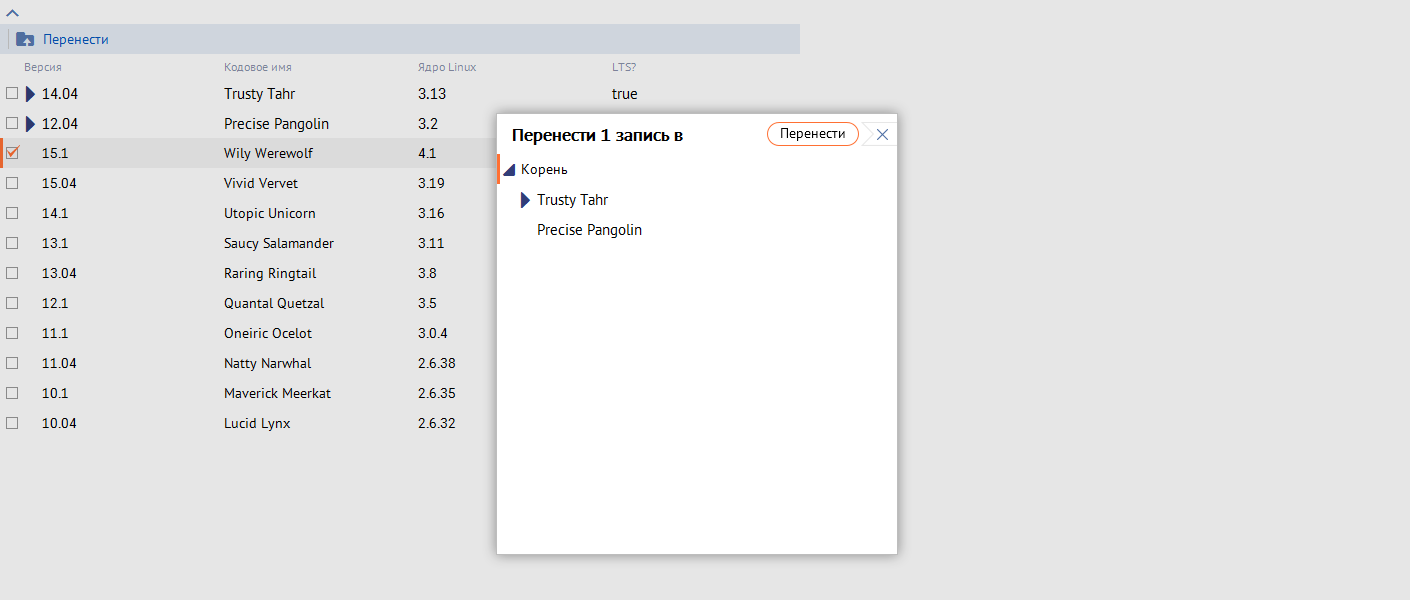 Перенести
Версия Кодовое имя Ядро Linux LTS?
14.04 Trusty Tahr 3.13 true
12.04 Precise Pangolin 3.2
15.1 Wily Werewolf 4.1
15.04 Vivid Vervet 3.19
14.1 Utopic Unicorn 3.16
13.1 Saucy Salamander 3.11
13.04 Raring Ringtail 3.8
12.1 Quantal Quetzal 3.5
11.1 Oneiric Ocelot 3.0.4
11.04 Natty Narwhal 2.6.38
10.1 Maverick Meerkat 2.6.35
10.04 Lucid Lynx 2.6.32
Перенести 1 запись в Перенести
Корень
Trusty Tahr
Precise Pangolin